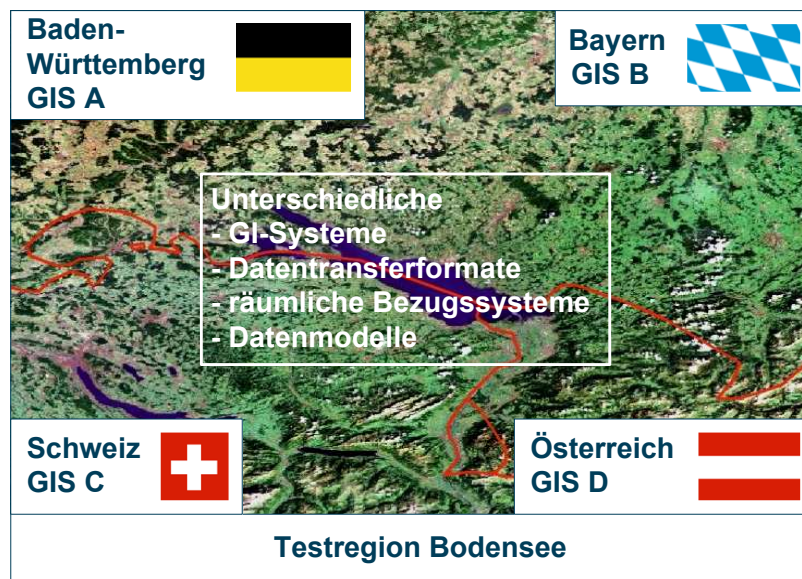 Baden-
Württemberg
GIS A
Bayern
GIS B
Unterschiedliche
- GI-Systeme
- Datentransferformate
- räumliche Bezugssysteme
- Datenmodelle
Schweiz
GIS C
Österreich
GIS D
Testregion Bodensee